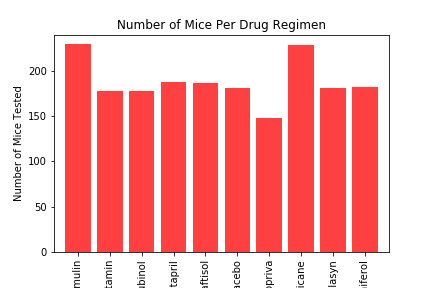 Number of Mice Per Drug Regimen
Number of Mice Tested
200
150
100
50
0
mulin
tamin
binol
tapril
aftisol
acebo
opriva
icane
lasyn
iferol